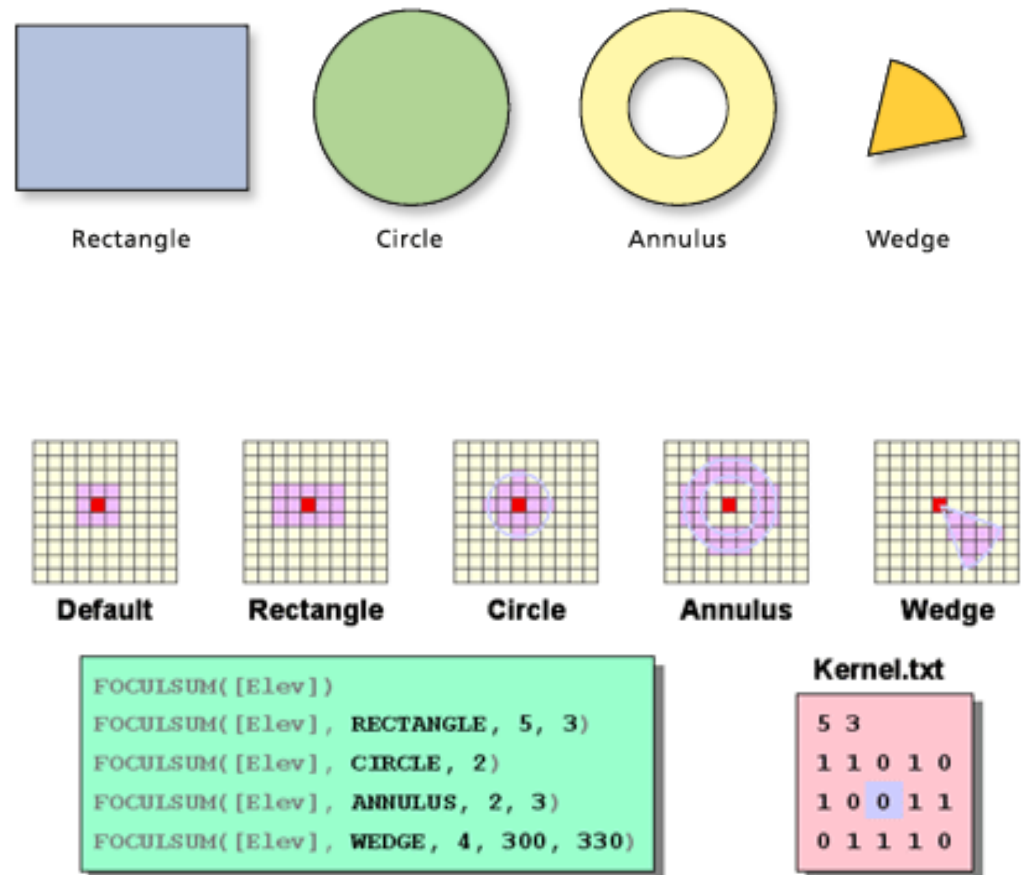 Rectangle Circle Annulus Wedge
Default Rectangle Circle Annulus Wedge
FOCULSUM([Elev])
FOCULSUM([Elev], RECTANGLE, 5, 3)
FOCULSUM([Elev], CIRCLE, 2)
FOCULSUM([Elev], ANNULUS, 2, 3)
FOCULSUM([Elev], WEDGE, 4, 300, 330)
Kernel.txt
5 3
1 1 0 1 0
1 0 0 1 1
0 1 1 1 0